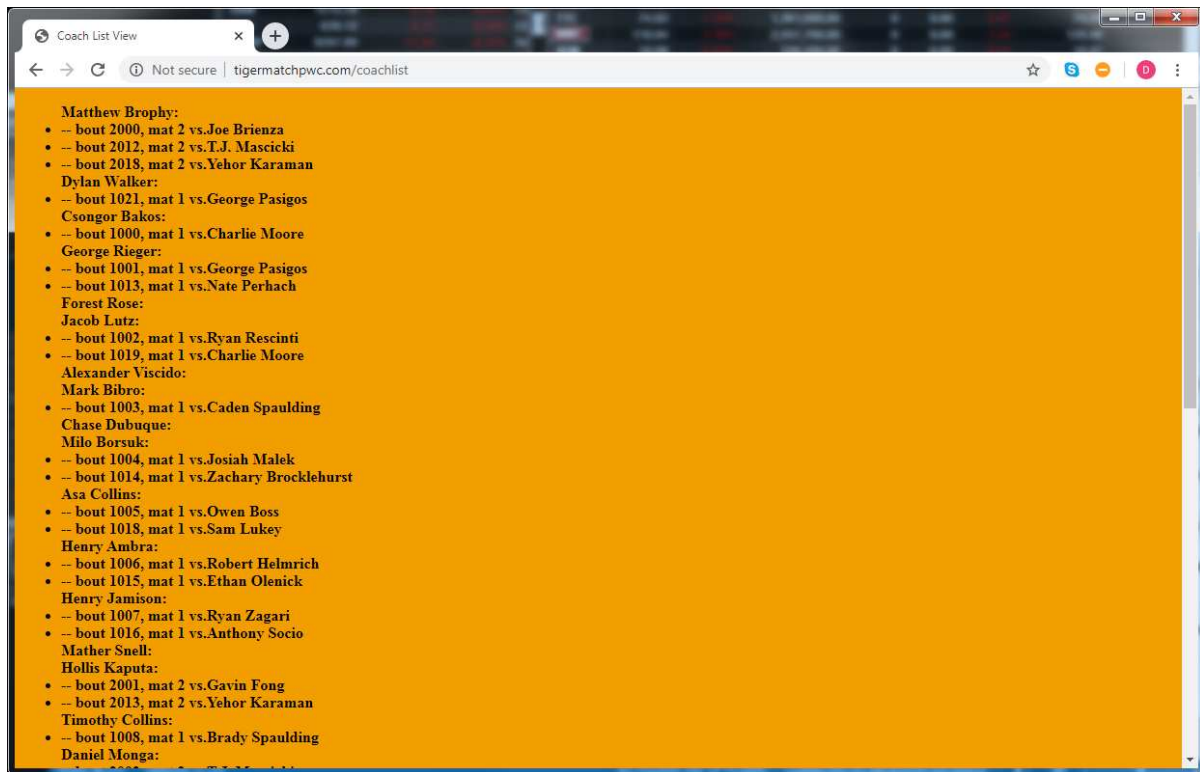 Coach List View
Not secure | tigermatchpwc.com/coachlist
Matthew Brophy:
-- bout 2000, mat 2 vs.Joe Brienza
-- bout 2012, mat 2 vs.T.J. Mascicki
-- bout 2018, mat 2 vs.Yehor Karaman
Dylan Walker:
-- bout 1021, mat 1 vs.George Pasigos
Csongor Bakos:
-- bout 1000, mat 1 vs.Charlie Moore
George Rieger:
-- bout 1001, mat 1 vs.George Pasigos
-- bout 1013, mat 1 vs.Nate Perhach
Forest Rose:
Jacob Lutz:
-- bout 1002, mat 1 vs.Ryan Rescinti
-- bout 1019, mat 1 vs.Charlie Moore
Alexander Viscido:
Mark Bibro:
-- bout 1003, mat 1 vs.Caden Spaulding
Chase Dubuque:
Milo Borsuk:
-- bout 1004, mat 1 vs.Josiah Malek
-- bout 1014, mat 1 vs.Zachary Brocklehurst
Asa Collins:
-- bout 1005, mat 1 vs.Owen Boss
-- bout 1018, mat 1 vs.Sam Lukey
Henry Ambra:
-- bout 1006, mat 1 vs.Robert Helmrich
-- bout 1015, mat 1 vs.Ethan Olenick
Henry Jamison:
-- bout 1007, mat 1 vs.Ryan Zagari
-- bout 1016, mat 1 vs.Anthony Socio
Mather Snell:
Hollis Kaputa:
-- bout 2001, mat 2 vs.Gavin Fong
-- bout 2013, mat 2 vs.Yehor Karaman
Timothy Collins:
-- bout 1008, mat 1 vs.Brady Spaulding
Daniel Monga: